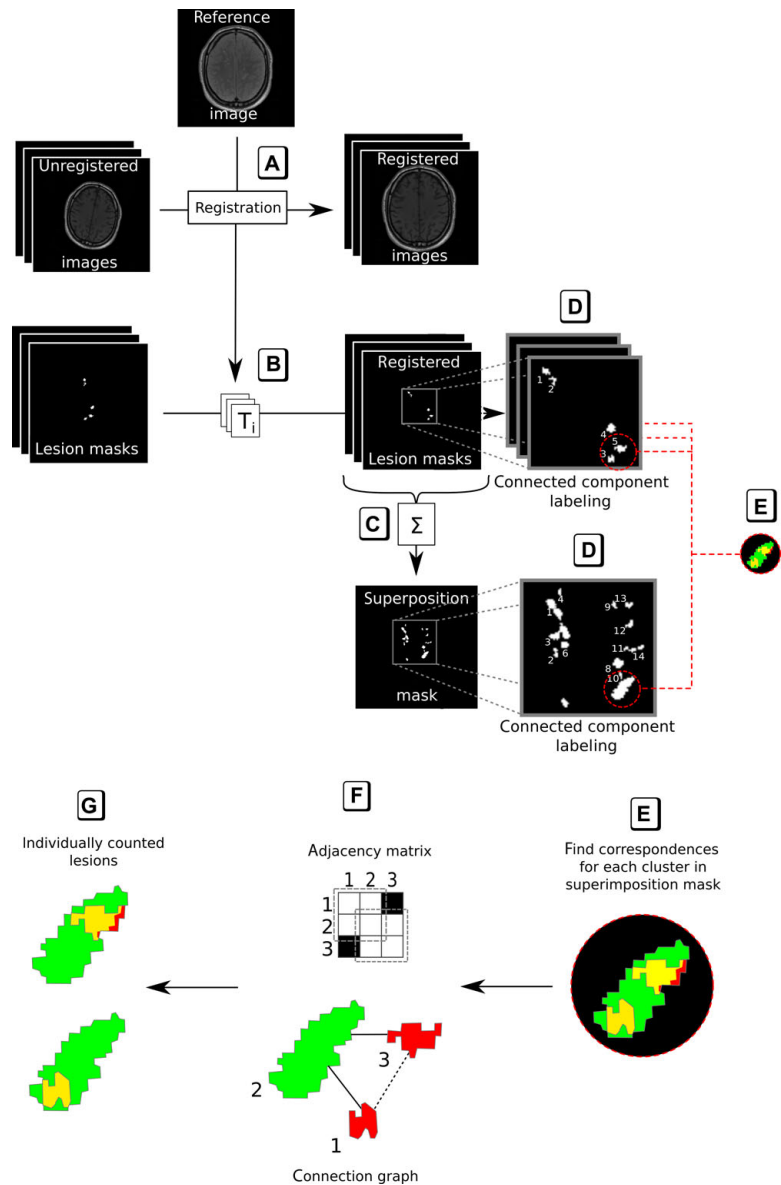 Reference
image
A
Unregistered
images
Registration
Registered
images
B
Lesion masks
T i
Registered
Lesion masks
D
1
2
4
5
3
Connected component
labeling
C
Σ
E
D
Superposition
mask
4
1
3
2
6
9
13
12
11
14
8
10
Connected component
labeling
G
Individually counted
lesions
F
Adjacency matrix
1 2 3
1
2
3
2
3
1
Connection graph
E
Find correspondences
for each cluster in
superimposition mask